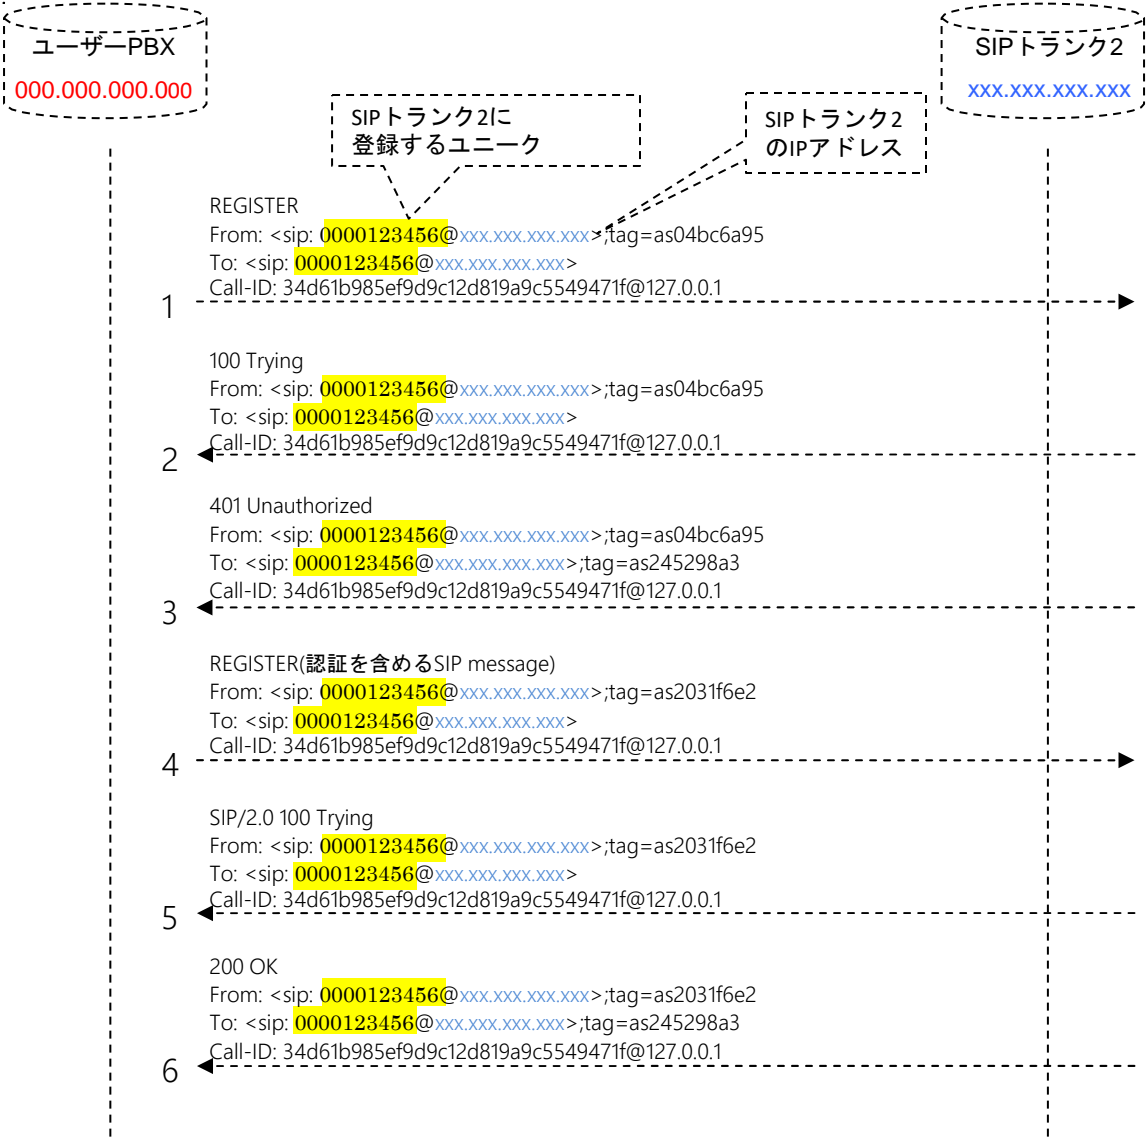 ユーザーPBX
000.000.000.000
SIPトランク2
xxx.xxx.xxx.xxx
SIPトランク2に
登録するユニーク
SIPトランク2
のIPアドレス
REGISTER
From: <sip: 0000123456@xxx.xxx.xxx.xxx>;tag=as04bc6a95
To: <sip: 0000123456@xxx.xxx.xxx.xxx>
Call-ID: 34d61b985ef9d9c12d819a9c5549471f@127.0.0.1
1
100 Trying
From: <sip: 0000123456@xxx.xxx.xxx.xxx>;tag=as04bc6a95
To: <sip: 0000123456@xxx.xxx.xxx.xxx>
Call-ID: 34d61b985ef9d9c12d819a9c5549471f@127.0.0.1
2
401 Unauthorized
From: <sip: 0000123456@xxx.xxx.xxx.xxx>;tag=as04bc6a95
To: <sip: 0000123456@xxx.xxx.xxx.xxx>;tag=as245298a3
Call-ID: 34d61b985ef9d9c12d819a9c5549471f@127.0.0.1
3
REGISTER(認証を含めるSIP message)
From: <sip: 0000123456@xxx.xxx.xxx.xxx>;tag=as2031f6e2
To: <sip: 0000123456@xxx.xxx.xxx.xxx>
Call-ID: 34d61b985ef9d9c12d819a9c5549471f@127.0.0.1
4
SIP/2.0 100 Trying
From: <sip: 0000123456@xxx.xxx.xxx.xxx>;tag=as2031f6e2
To: <sip: 0000123456@xxx.xxx.xxx.xxx>
Call-ID: 34d61b985ef9d9c12d819a9c5549471f@127.0.0.1
5
200 OK
From: <sip: 0000123456@xxx.xxx.xxx.xxx>;tag=as2031f6e2
To: <sip: 0000123456@xxx.xxx.xxx.xxx>;tag=as245298a3
Call-ID: 34d61b985ef9d9c12d819a9c5549471f@127.0.0.1
6